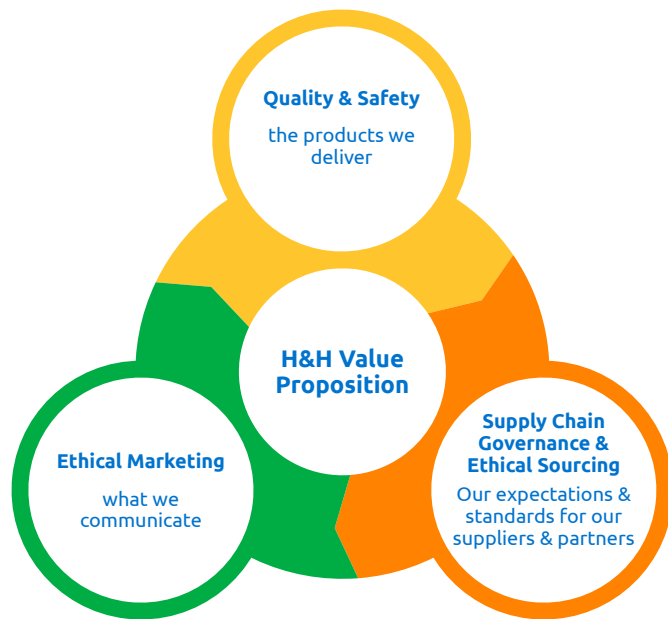 Quality & Safety
the products we
deliver
H&H Value
Proposition
Ethical Marketing
what we
communicate
Supply Chain
Governance &
Ethical Sourcing
Our expectations &
standards for our
suppliers & partners